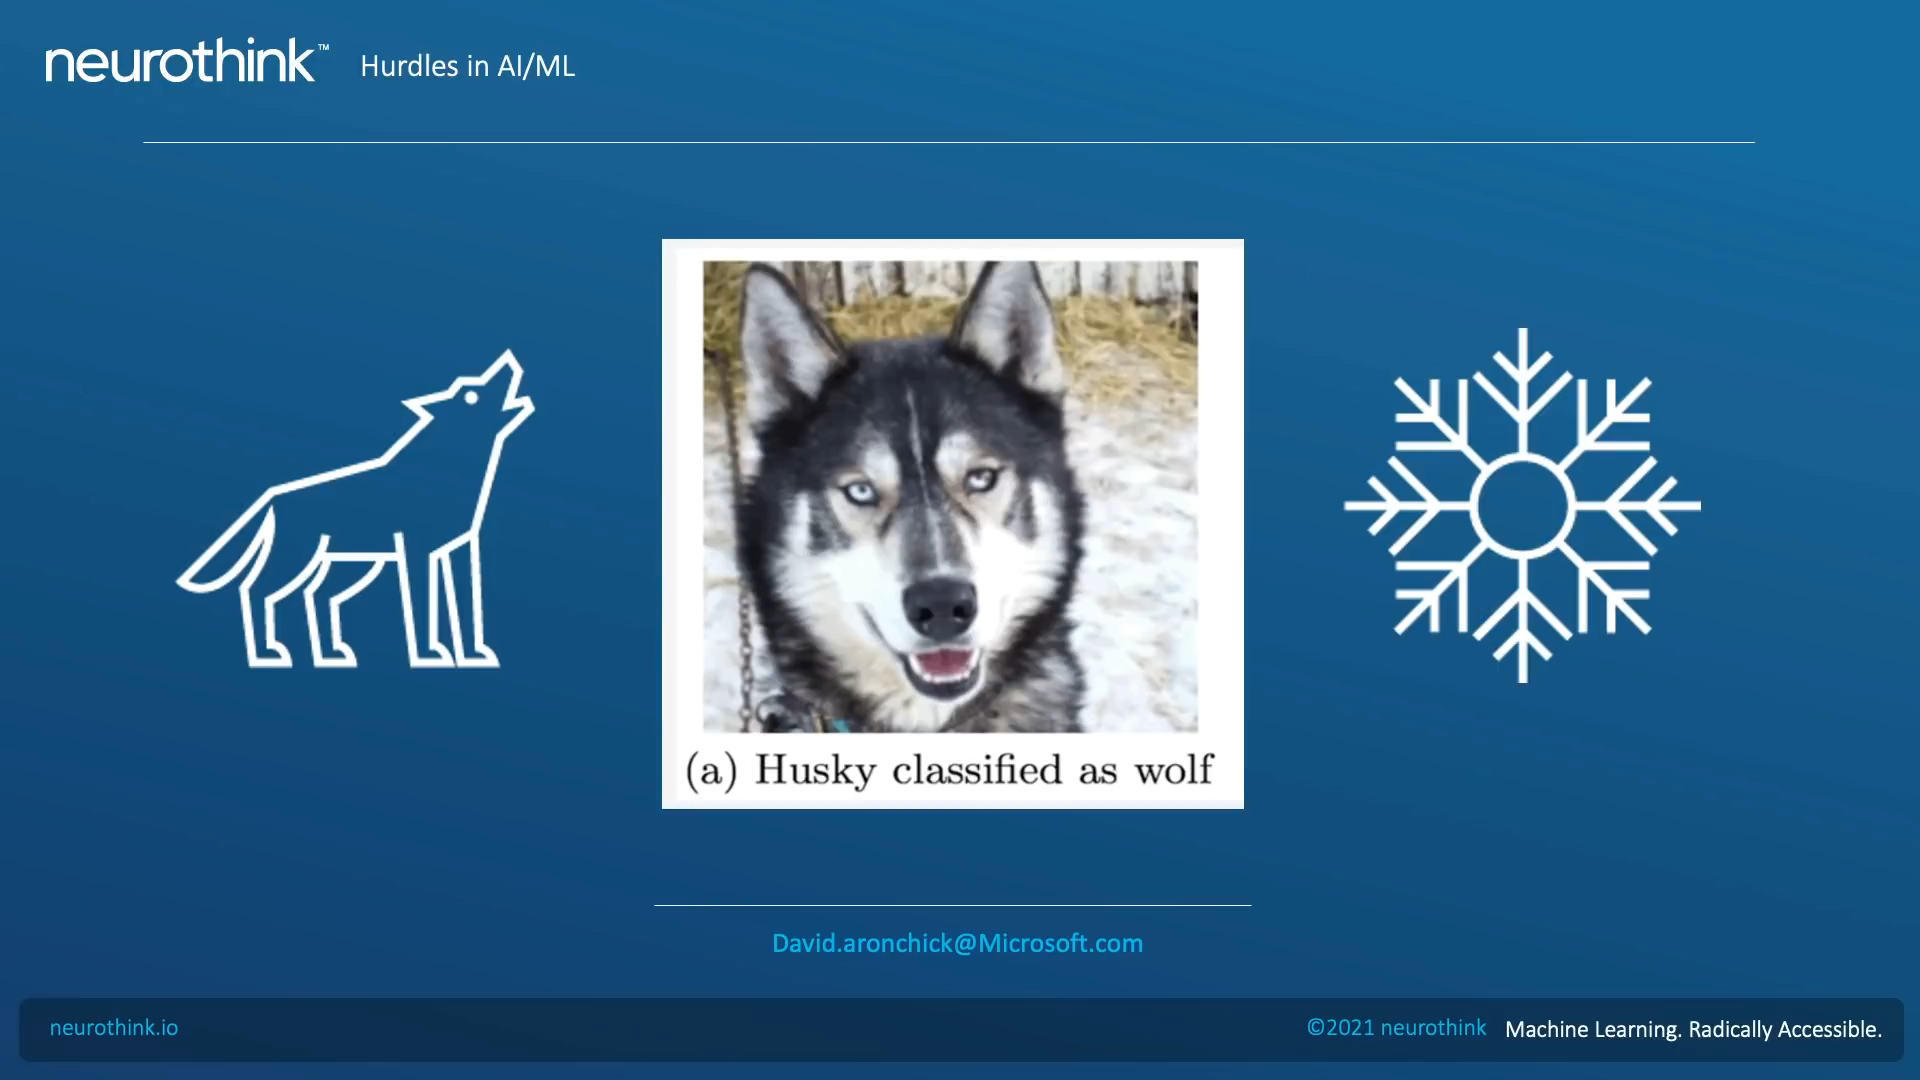 neurothink™
Hurdles in AI/ML
(a) Husky classified as wolf
David.aronchick@Microsoft.com
neurothink.io
©2021 neurothink
Machine Learning. Radically Accessible.